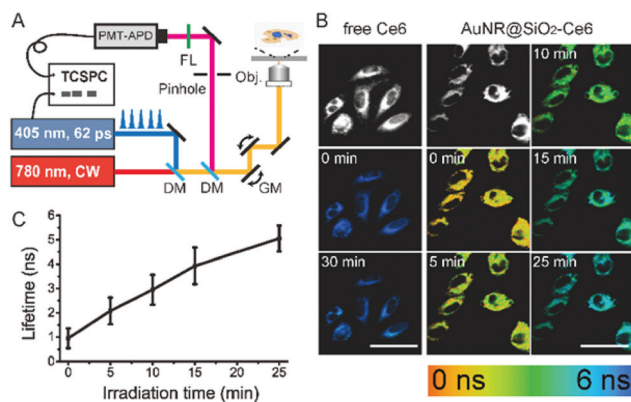 A
PMT-APD
FL
TCSPC
Pinhole
Obj.
405 nm, 62 ps
780 nm, CW
DM
DM
GM
B
free Ce6
AuNR@SiO₂-Ce6
10 min
0 min
0 min
15 min
30 min
5 min
25 min
0 ns
6 ns
C
Lifetime (ns)
6
5
4
3
2
1
0
0
5
10
15
20
25
Irradiation time (min)